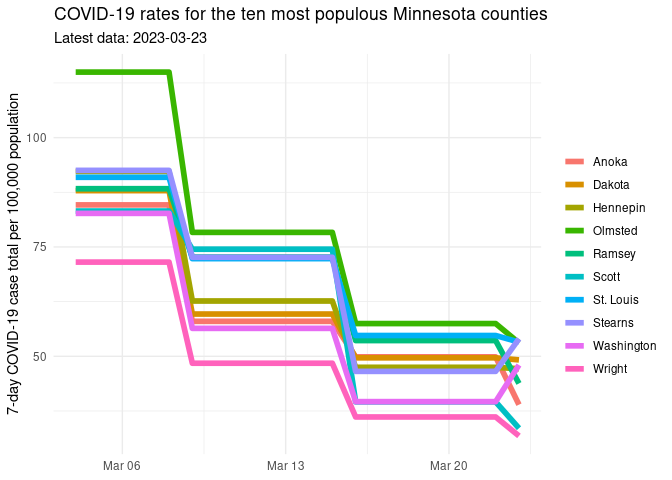 COVID-19 rates for the ten most populous Minnesota counties
Latest data: 2023-03-23
7-day COVID-19 case total per 100,000 population
100
75
50
Mar 06
Mar 13
Mar 20
Anoka
Dakota
Hennepin
Olmsted
Ramsey
Scott
St. Louis
Stearns
Washington
Wright